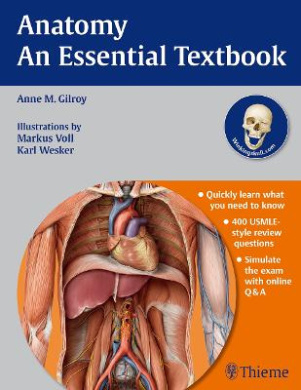 Anatomy
An Essential Textbook
Anne M. Gilroy
Illustrations by
Markus Voll
Karl Wesker
WinkingSkull.com
• Quickly learn what
you need to know
• 400 USMLE-
style review
questions
• Simulate
the exam
with online
Q & A
Thieme